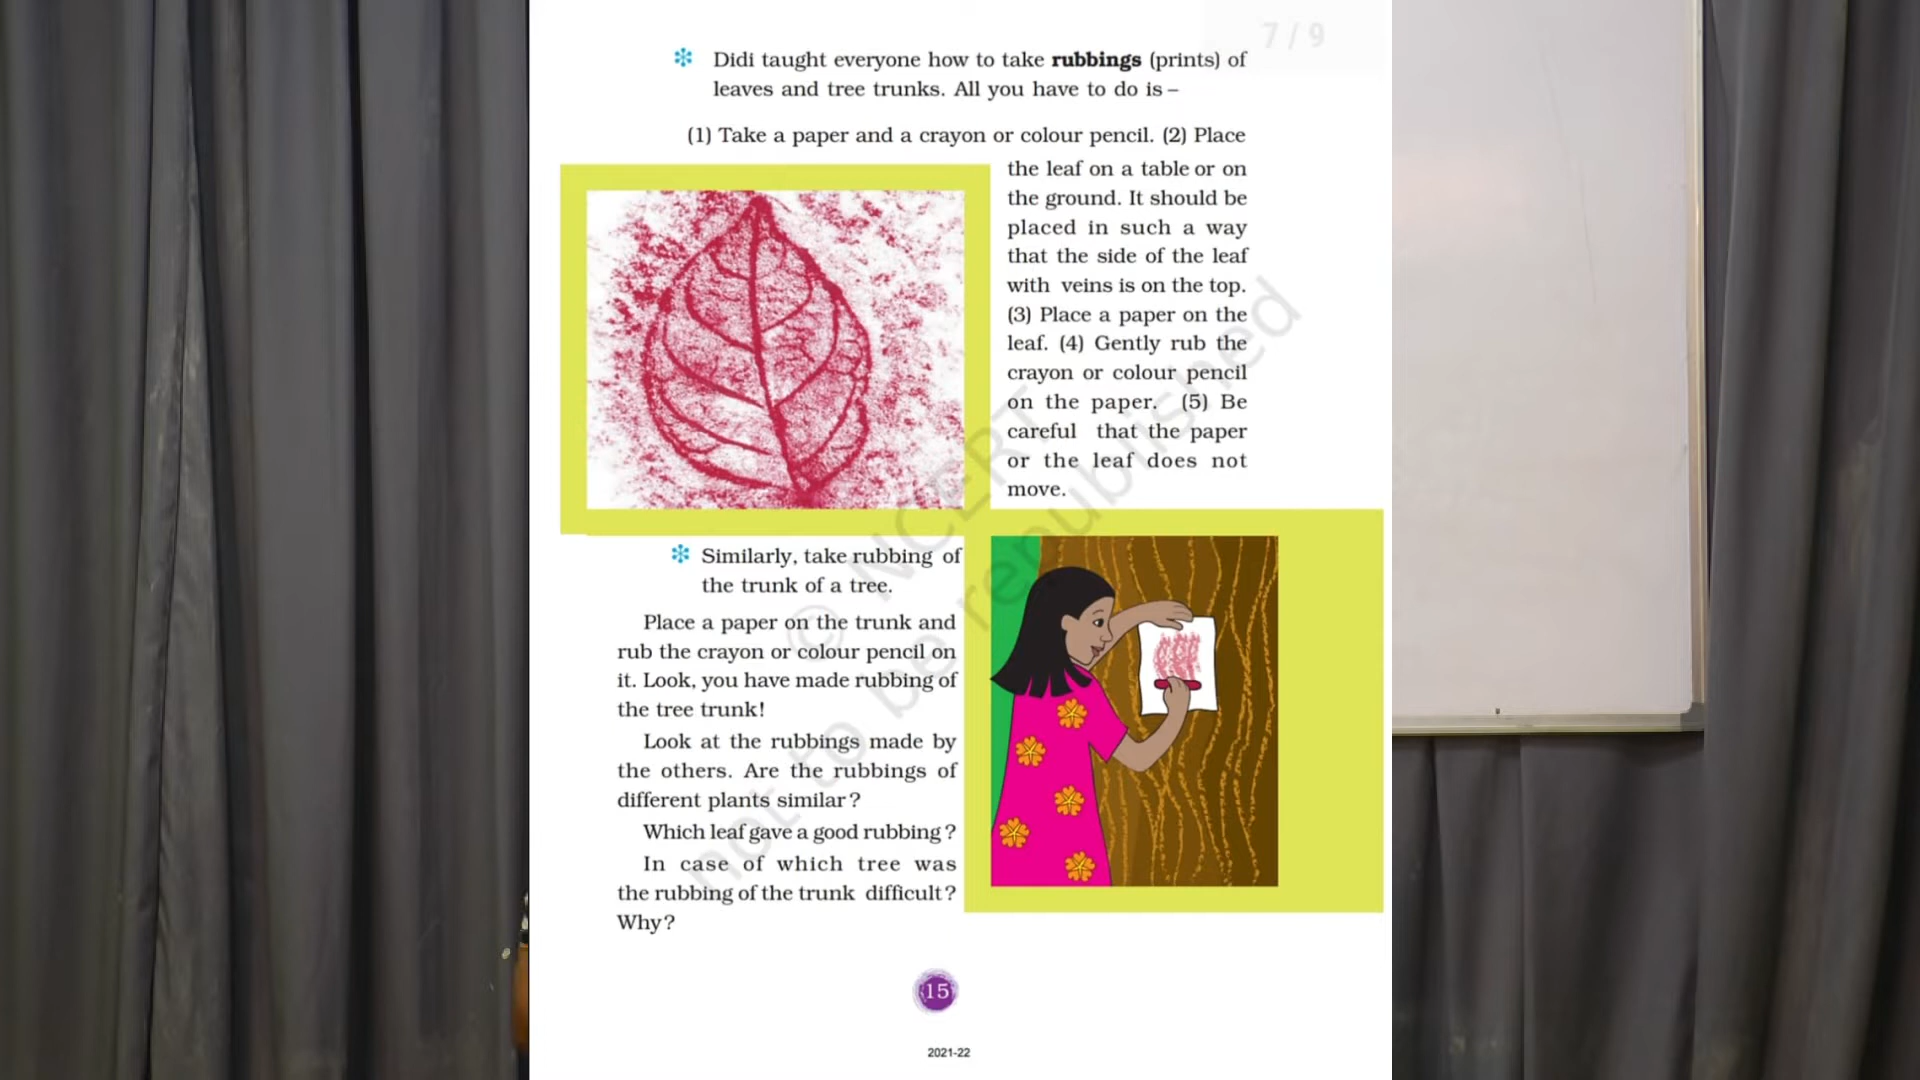 7 / 9
Didi taught everyone how to take rubbings (prints) of
leaves and tree trunks. All you have to do is –
(1) Take a paper and a crayon or colour pencil. (2) Place
the leaf on a table or on
the ground. It should be
placed in such a way
that the side of the leaf
with veins is on the top.
(3) Place a paper on the
leaf. (4) Gently rub the
crayon or colour pencil
on the paper. (5) Be
careful that the paper
or the leaf does not
move.
Similarly, take rubbing of
the trunk of a tree.
Place a paper on the trunk and
rub the crayon or colour pencil on
it. Look, you have made rubbing of
the tree trunk!
Look at the rubbings made by
the others. Are the rubbings of
different plants similar?
Which leaf gave a good rubbing?
In case of which tree was
the rubbing of the trunk difficult?
Why?
© NCERT
not to be republished
15
2021-22